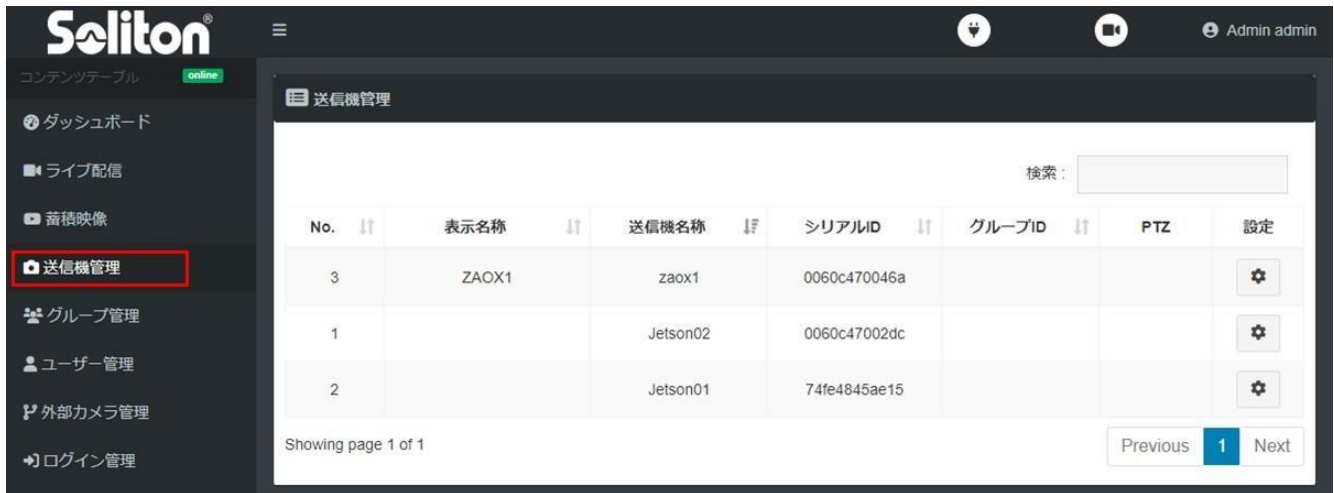 Soliton®
Admin admin
コンテンツテーブル online
ダッシュボード
ライブ配信
蓄積映像
送信機管理
グループ管理
ユーザー管理
外部カメラ管理
ログイン管理
送信機管理
検索 :
No. 表示名称 送信機名称 シリアルID グループID PTZ 設定
3 ZAOX1 zaox1 0060c470046a
1 Jetson02 0060c47002dc
2 Jetson01 74fe4845ae15
Showing page 1 of 1
Previous 1 Next